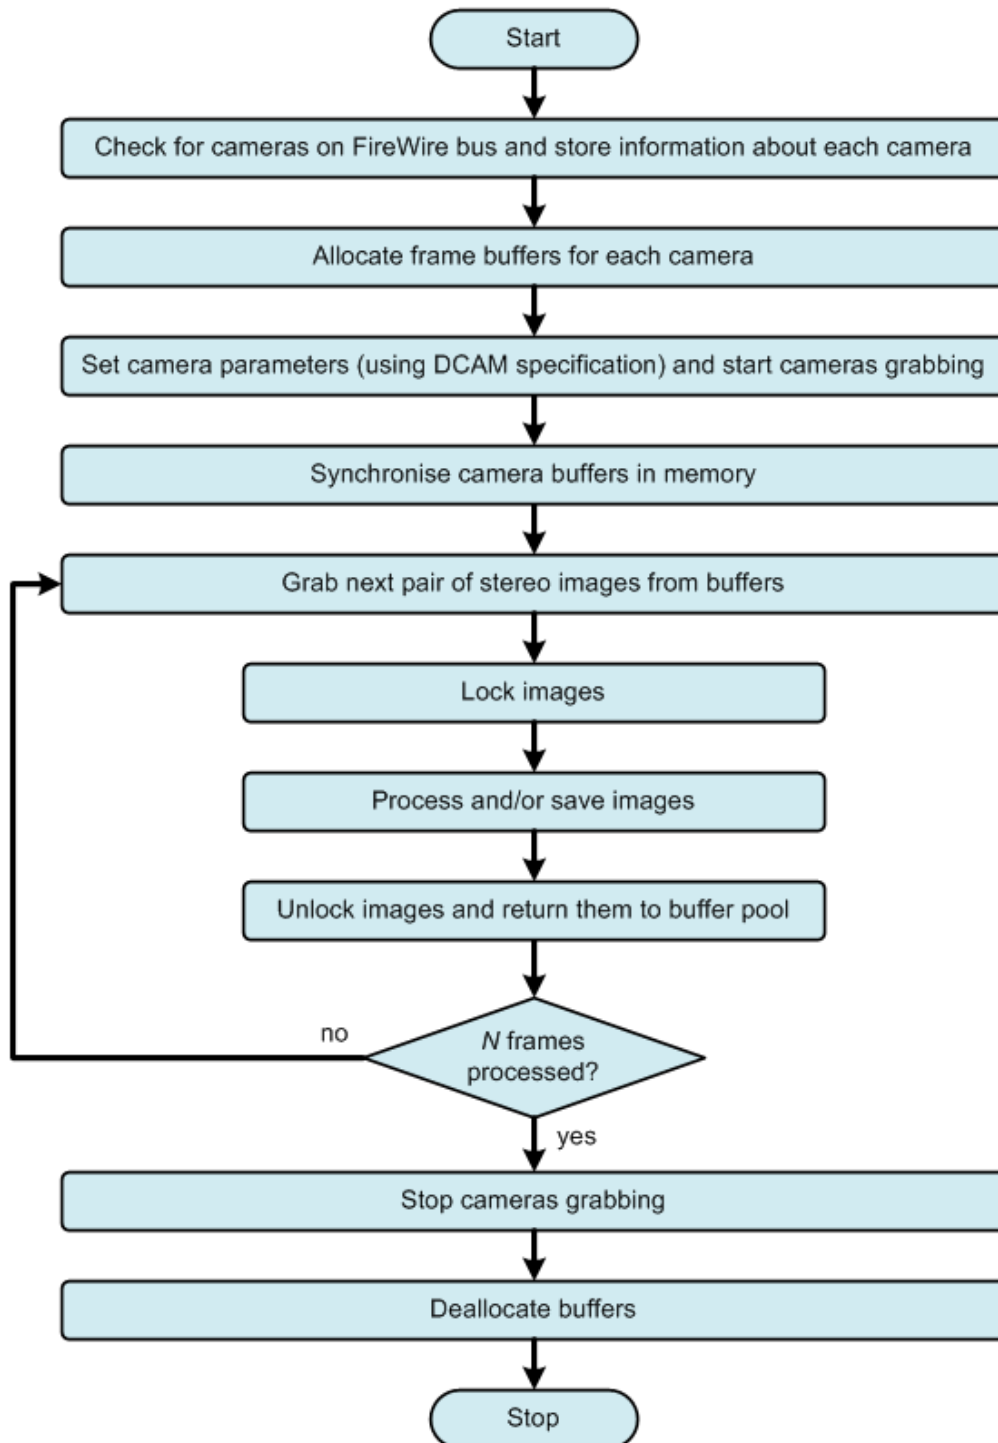 Start
Check for cameras on FireWire bus and store information about each camera
Allocate frame buffers for each camera
Set camera parameters (using DCAM specification) and start cameras grabbing
Synchronise camera buffers in memory
Grab next pair of stereo images from buffers
Lock images
Process and/or save images
Unlock images and return them to buffer pool
no
N frames
processed?
yes
Stop cameras grabbing
Deallocate buffers
Stop